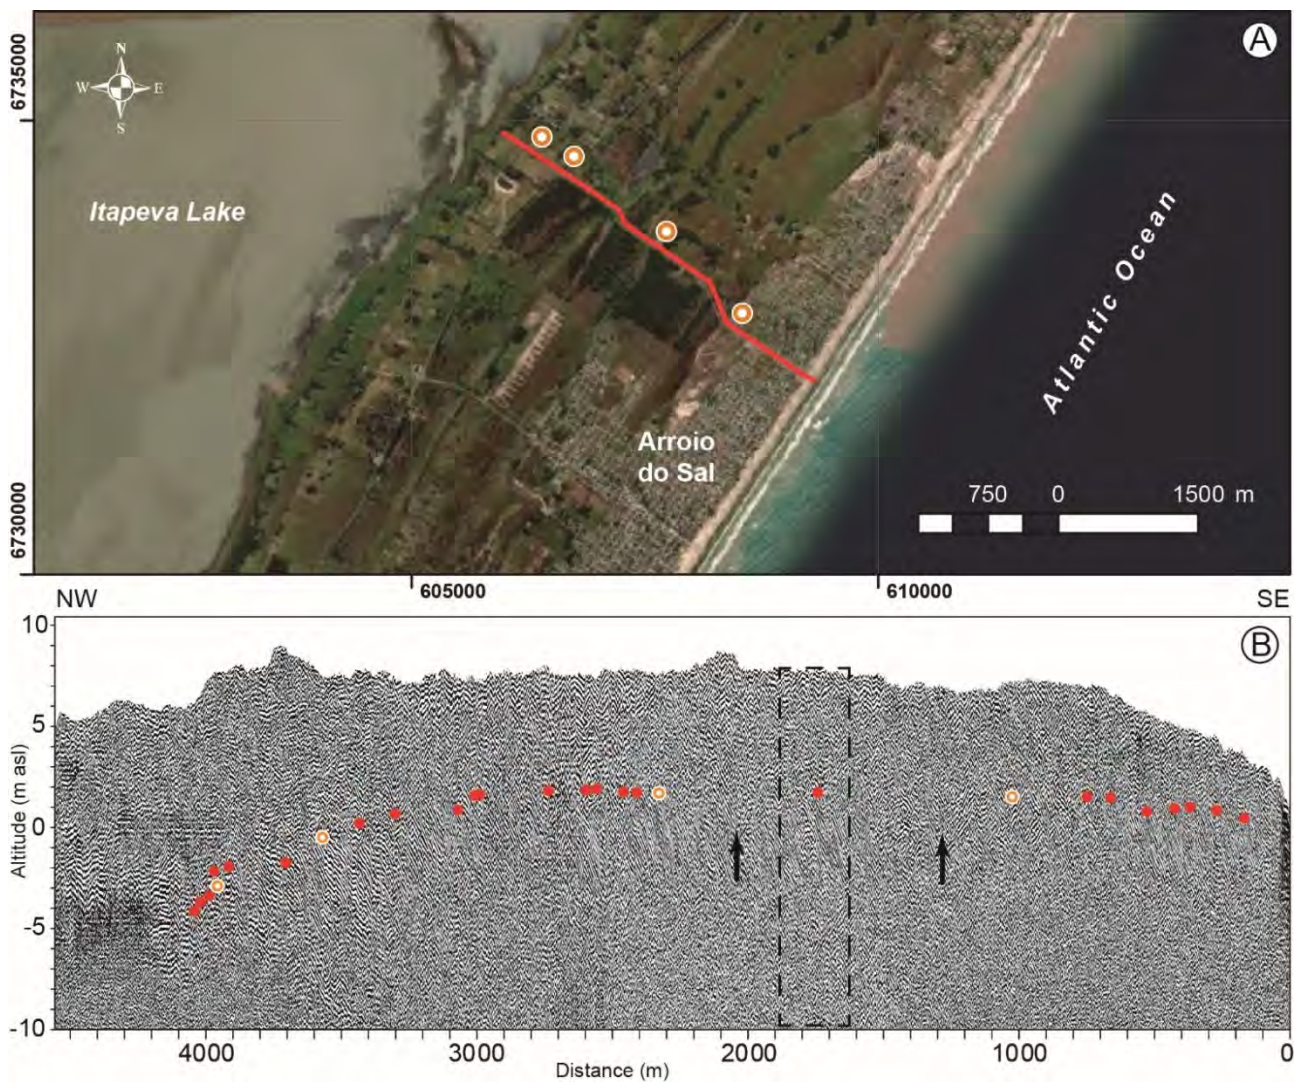 A
6735000
N
W E
S
Itapeva Lake
Atlantic Ocean
Arroio
do Sal
750 0 1500 m
6730000
605000 610000
NW SE
B
10
5
0
-5
-10
Altitude (m asl)
4000 3000 2000 1000 0
Distance (m)